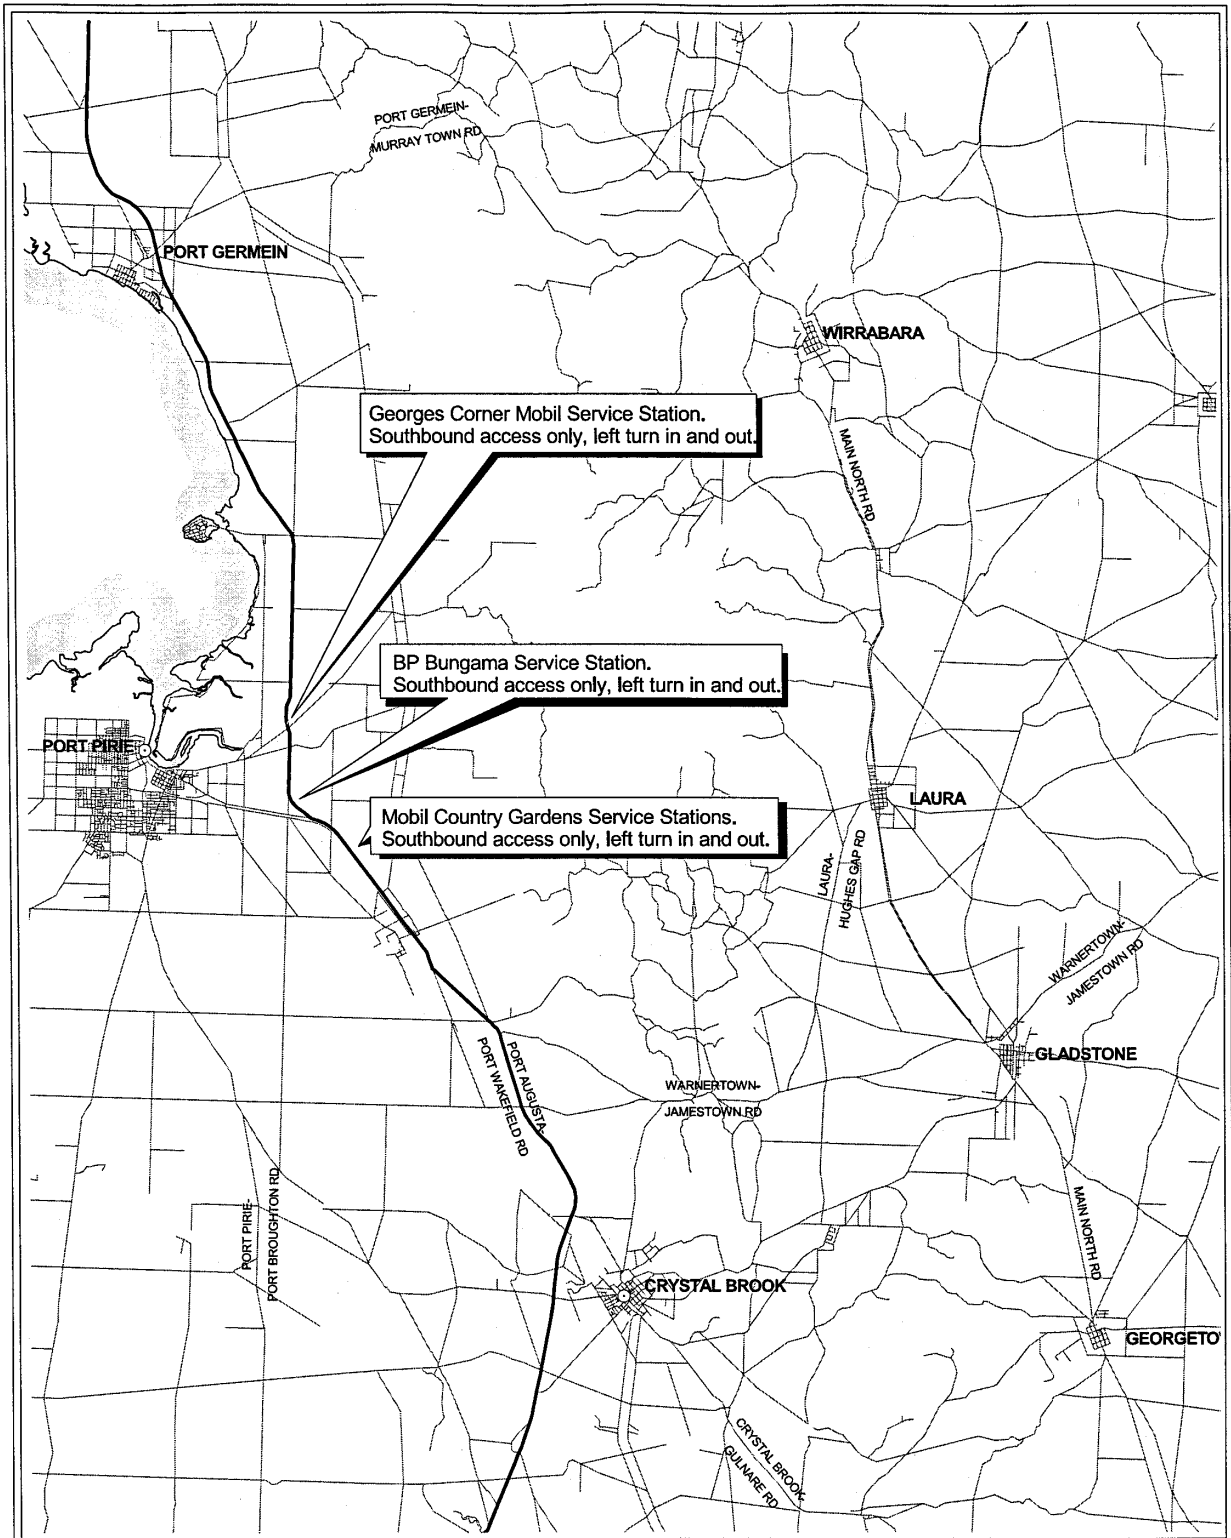 PORT GERMEIN-
MURRAY TOWN RD
PORT GERMEIN
WIRRABARA
Georges Corner Mobil Service Station.
Southbound access only, left turn in and out.
MAIN NORTH RD
BP Bungama Service Station.
Southbound access only, left turn in and out.
PORT PIRIE
Mobil Country Gardens Service Stations.
Southbound access only, left turn in and out.
LAURA
LAURA-
HUGHES GAP RD
WARNERTOWN-
JAMESTOWN RD
GLADSTONE
PORT AUGUSTA-
PORT WAKEFIELD RD
WARNERTOWN-
JAMESTOWN RD
PORT PIRIE-
PORT BROUGHTON RD
MAIN NORTH RD
CRYSTAL BROOK
GEORGETO
CRYSTAL BROOK-
GULNARE RD